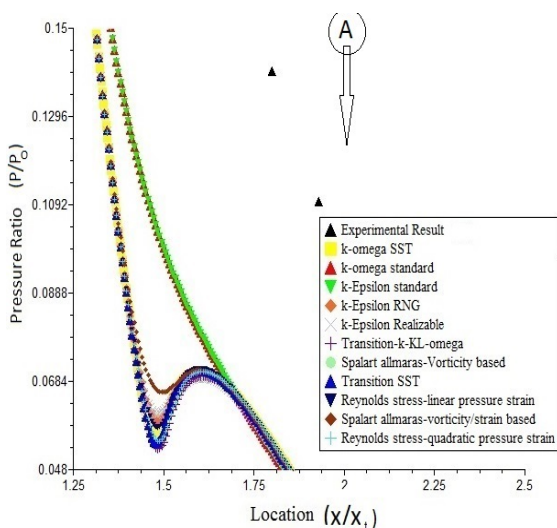 A
0.15
0.1296
0.1092
0.0888
0.0684
0.048
Pressure Ratio (P/P₀)
Experimental Result
k-omega SST
k-omega standard
k-Epsilon standard
k-Epsilon RNG
k-Epsilon Realizable
Transition-k-KL-omega
Spalart allmaras-Vorticity based
Transition SST
Reynolds stress-linear pressure strain
Spalart allmaras-vorticity/strain based
Reynolds stress-quadratic pressure strain
1.25 1.5 1.75 2 2.25 2.5
Location (x/xₜ)